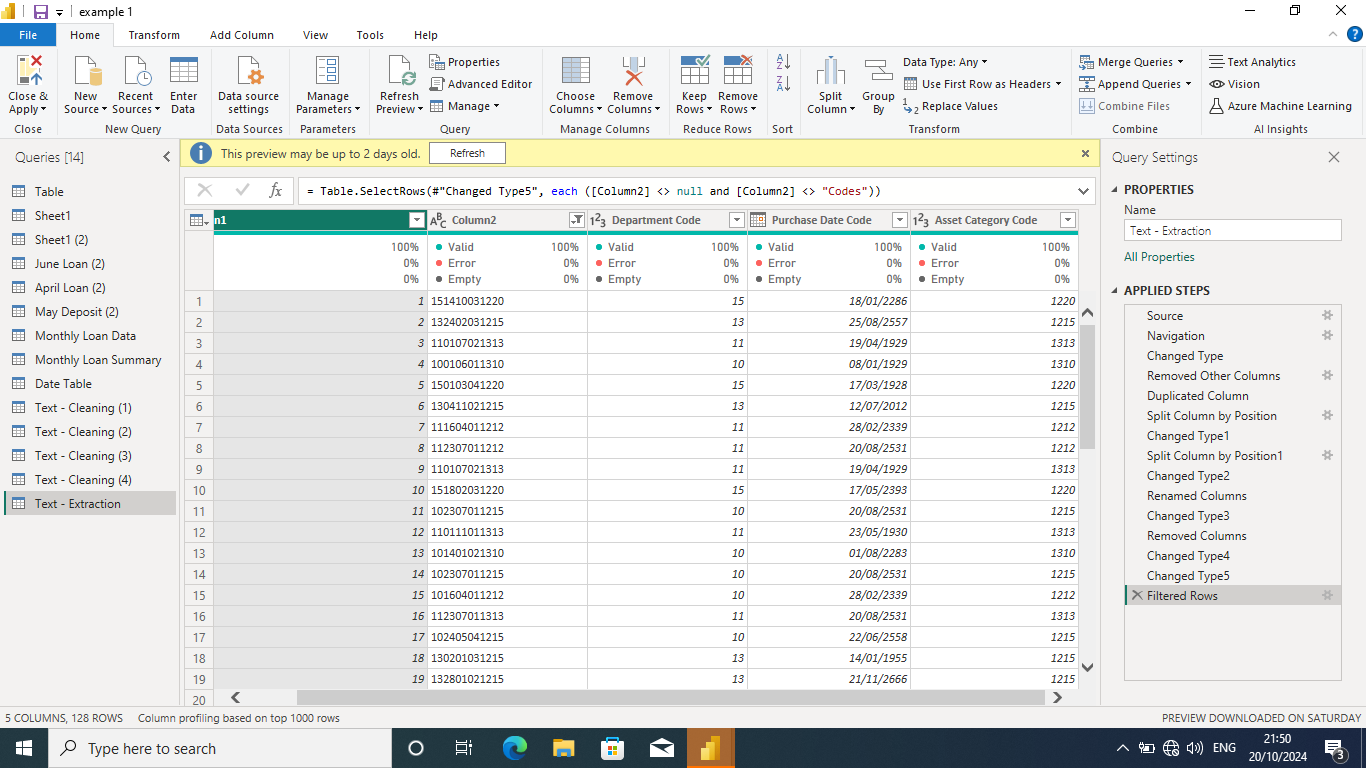 example 1
File Home Transform Add Column View Tools Help
Close & Apply
New Source
Recent Sources
Enter Data
Data source settings
Manage Parameters
Refresh Preview
Properties
Advanced Editor
Manage
Choose Columns
Remove Columns
Keep Rows
Remove Rows
Split Column
Group By
Data Type: Any
Use First Row as Headers
Replace Values
Merge Queries
Append Queries
Combine Files
Text Analytics
Vision
Azure Machine Learning
Close New Query Data Sources Parameters Query Manage Columns Reduce Rows Sort Transform Combine AI Insights
Queries [14]
Table
Sheet1
Sheet1 (2)
June Loan (2)
April Loan (2)
May Deposit (2)
Monthly Loan Data
Monthly Loan Summary
Date Table
Text - Cleaning (1)
Text - Cleaning (2)
Text - Cleaning (3)
Text - Cleaning (4)
Text - Extraction
This preview may be up to 2 days old. Refresh
= Table.SelectRows(#"Changed Type5", each ([Column2] <> null and [Column2] <> "Codes"))
n1 Column2 Department Code Purchase Date Code Asset Category Code
100% Valid 100% Valid 100% Valid 100% Valid 100%
0% Error 0% Error 0% Error 0% Error 0%
0% Empty 0% Empty 0% Empty 0% Empty 0%
1 1 151410031220 15 18/01/2286 1220
2 2 132402031215 13 25/08/2557 1215
3 3 110107021313 11 19/04/1929 1313
4 4 100106011310 10 08/01/1929 1310
5 5 150103041220 15 17/03/1928 1220
6 6 130411021215 13 12/07/2012 1215
7 7 111604011212 11 28/02/2339 1212
8 8 112307011212 11 20/08/2531 1212
9 9 110107021313 11 19/04/1929 1313
10 10 151802031220 15 17/05/2393 1220
11 11 102307011215 10 20/08/2531 1215
12 12 110111011313 11 23/05/1930 1313
13 13 101401021310 10 01/08/2283 1310
14 14 102307011215 10 20/08/2531 1215
15 15 101604011212 10 28/02/2339 1212
16 16 112307011313 11 20/08/2531 1313
17 17 102405041215 10 22/06/2558 1215
18 18 130201031215 13 14/01/1955 1215
19 19 132801021215 13 21/11/2666 1215
20
Query Settings
PROPERTIES
Name
Text - Extraction
All Properties
APPLIED STEPS
Source
Navigation
Changed Type
Removed Other Columns
Duplicated Column
Split Column by Position
Changed Type1
Split Column by Position1
Changed Type2
Renamed Columns
Changed Type3
Removed Columns
Changed Type4
Changed Type5
Filtered Rows
5 COLUMNS, 128 ROWS Column profiling based on top 1000 rows PREVIEW DOWNLOADED ON SATURDAY
Type here to search
ENG
21:50
20/10/2024
3